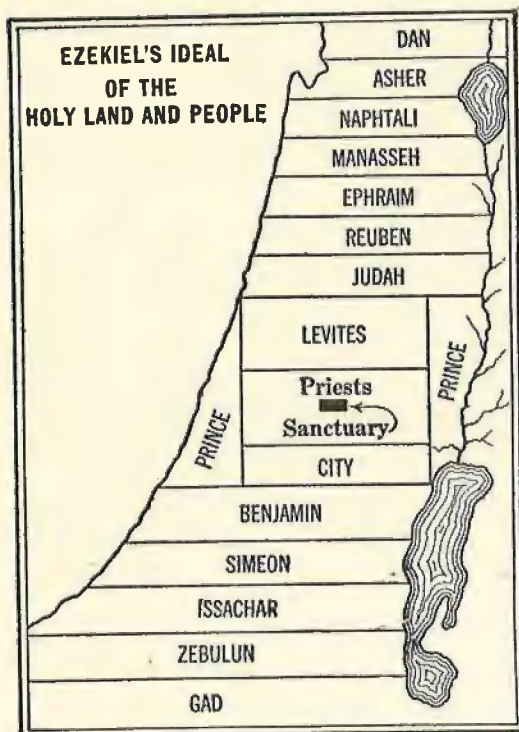 EZEKIEL'S IDEAL
OF THE
HOLY LAND AND PEOPLE
DAN
ASHER
NAPHTALI
MANASSEH
EPHRAIM
REUBEN
JUDAH
LEVITES
PRINCE
Priests
Sanctuary
PRINCE
CITY
BENJAMIN
SIMEON
ISSACHAR
ZEBULUN
GAD